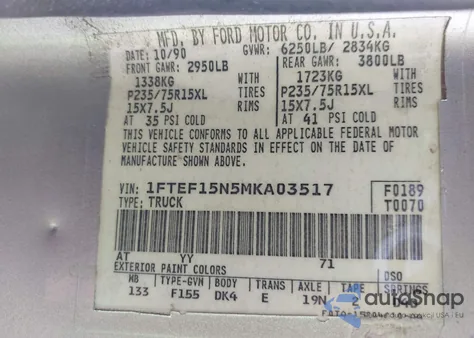 MFD. BY FORD MOTOR CO. IN U.S.A.
DATE: 10/90 GVWR: 6250LB/ 2834KG
FRONT GAWR: 2950LB REAR GAWR: 3800LB
1338KG 1723KG
P235/75R15XL TIRES P235/75R15XL TIRES
15X7.5J RIMS 15X7.5J RIMS
AT 35 PSI COLD AT 41 PSI COLD
THIS VEHICLE CONFORMS TO ALL APPLICABLE FEDERAL MOTOR
VEHICLE SAFETY STANDARDS IN EFFECT ON THE DATE OF
MANUFACTURE SHOWN ABOVE.
VIN: 1FTEF15N5MKA03517 F0189
TYPE: TRUCK T0070
AT YY 71
EXTERIOR PAINT COLORS DSO
WB TYPE-GVN BODY TRANS AXLE TAPE SPRINGS
133 F155 DK4 E 19N 2
autoSnap